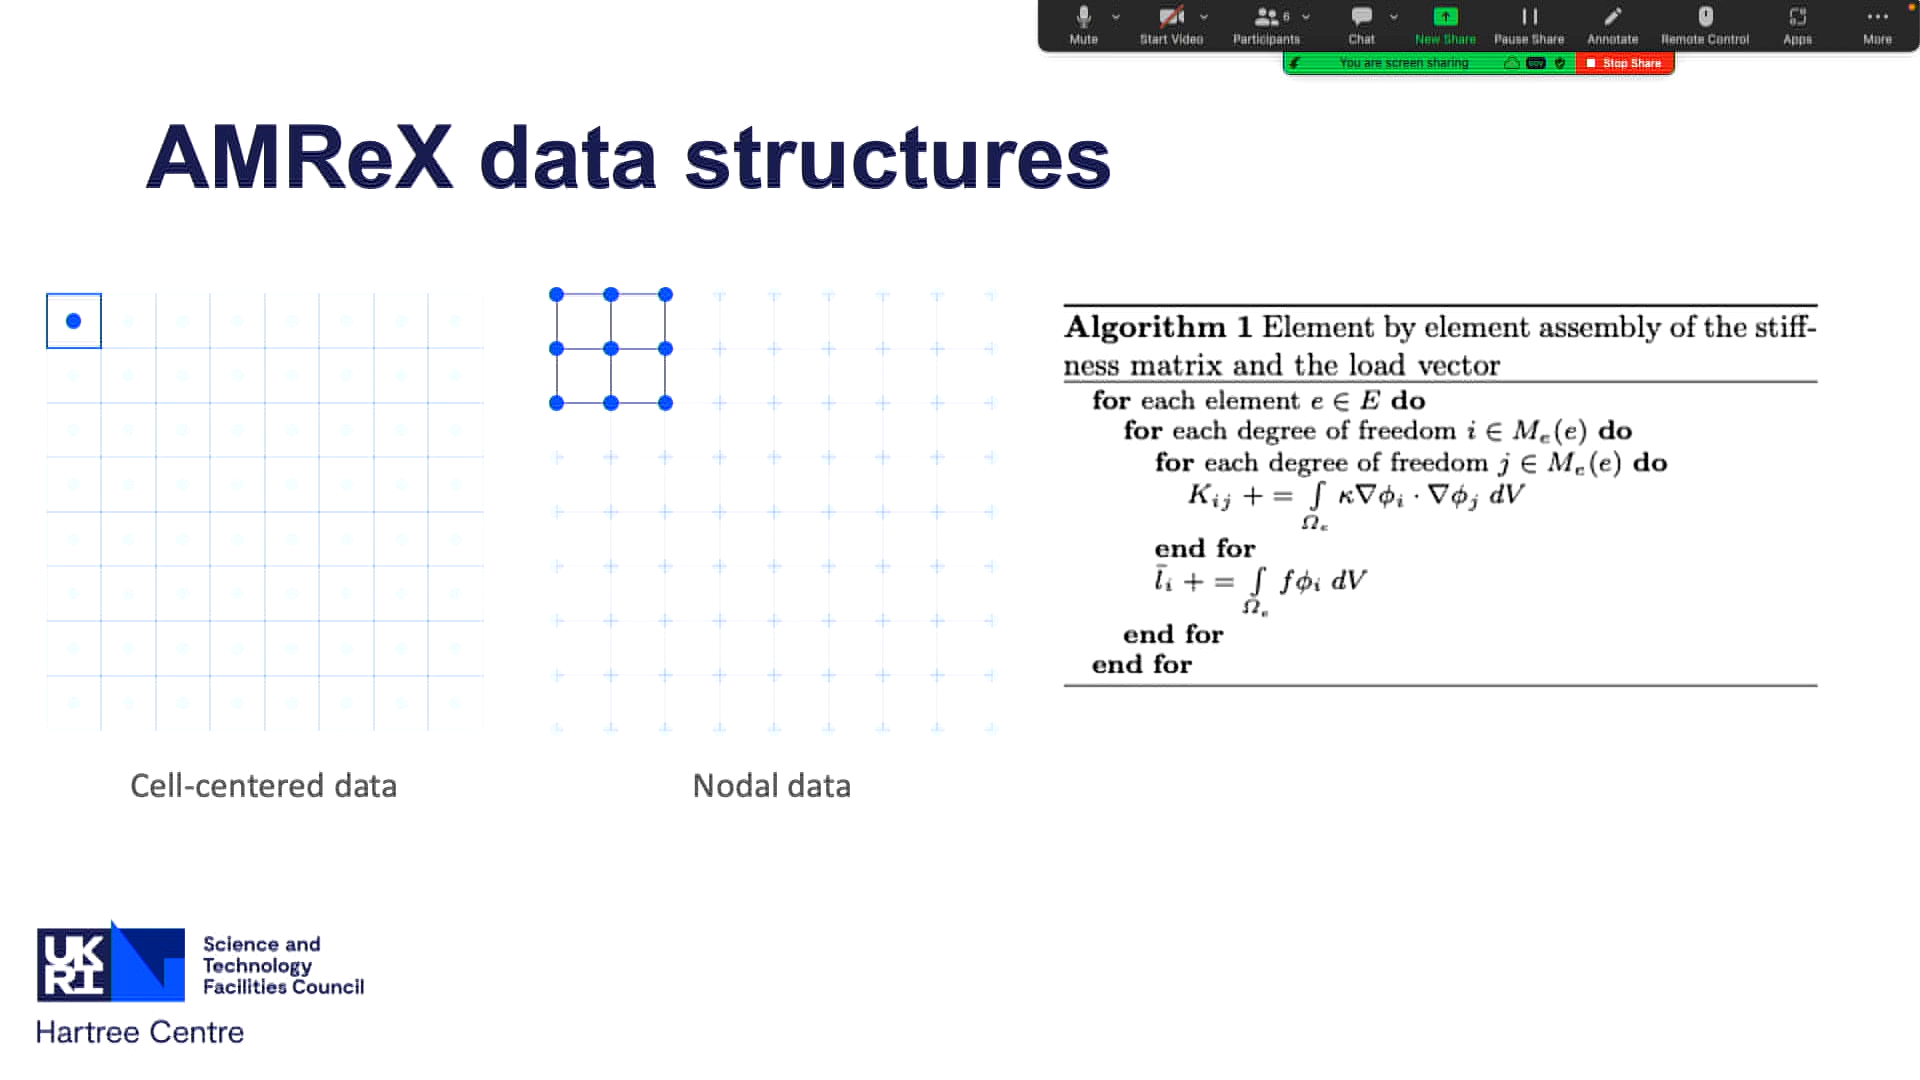 Mute
Start Video
6
Participants
Chat
New Share
Pause Share
Annotate
Remote Control
Apps
More
You are screen sharing
Stop Share
AMReX data structures
Algorithm 1 Element by element assembly of the stiff-
ness matrix and the load vector
for each element e ∈ E do
for each degree of freedom i ∈ Mₑ(e) do
for each degree of freedom j ∈ Mₑ(e) do
Kᵢⱼ + = ∫ κ∇ϕᵢ · ∇ϕⱼ dV
Ωₑ
end for
l̄ᵢ + = ∫ fϕᵢ dV
Ωₑ
end for
end for
Cell-centered data
Nodal data
UK
RI
Science and
Technology
Facilities Council
Hartree Centre